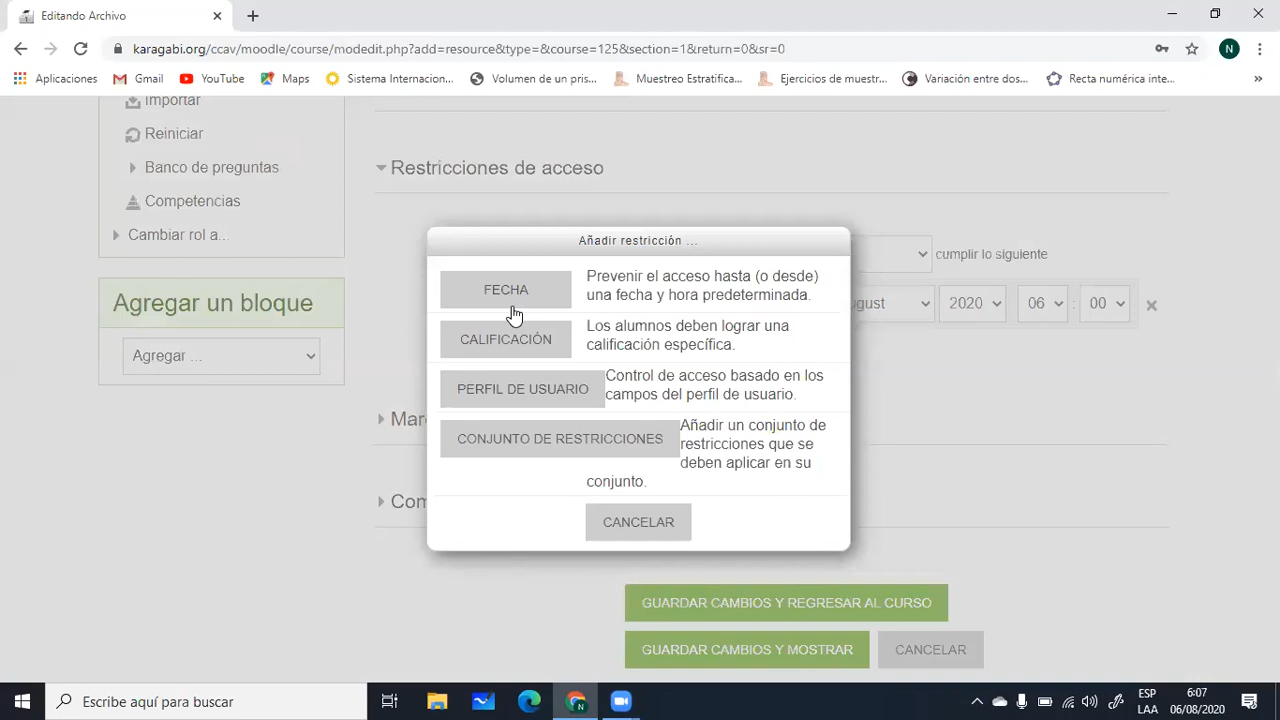 Editando Archivo
karagabi.org/ccav/moodle/course/modedit.php?add=resource&type=&course=125&section=1&return=0&sr=0
N
Aplicaciones
Gmail
YouTube
Maps
Sistema Internacion...
Volumen de un pris...
Muestreo Estratifica...
Ejercicios de muestr...
Variación entre dos...
Recta numérica inte...
»
Importar
Reiniciar
Banco de preguntas
Competencias
Cambiar rol a...
Agregar un bloque
Agregar ...
Restricciones de acceso
cumplir lo siguiente
2020
06
:
00
Añadir restricción ...
FECHA
Prevenir el acceso hasta (o desde)
una fecha y hora predeterminada.
CALIFICACIÓN
Los alumnos deben lograr una
calificación específica.
PERFIL DE USUARIO
Control de acceso basado en los
campos del perfil de usuario.
CONJUNTO DE RESTRICCIONES
Añadir un conjunto de
restricciones que se
deben aplicar en su
conjunto.
CANCELAR
GUARDAR CAMBIOS Y REGRESAR AL CURSO
GUARDAR CAMBIOS Y MOSTRAR
CANCELAR
Escribe aquí para buscar
N
ESP
LAA
6:07
06/08/2020